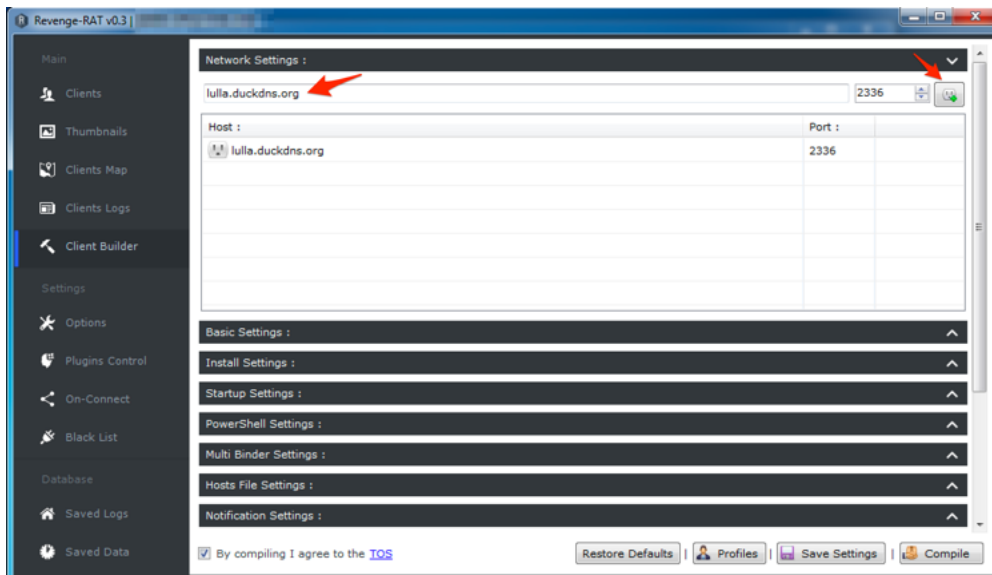 Revenge-RAT v0.3 |
Main
Clients
Thumbnails
Clients Map
Clients Logs
Client Builder
Settings
Options
Plugins Control
On-Connect
Black List
Database
Saved Logs
Saved Data
Network Settings :
lulla.duckdns.org 2336
Host : Port :
lulla.duckdns.org 2336
Basic Settings :
Install Settings :
Startup Settings :
PowerShell Settings :
Multi Binder Settings :
Hosts File Settings :
Notification Settings :
By compiling I agree to the TOS
Restore Defaults | Profiles | Save Settings | Compile